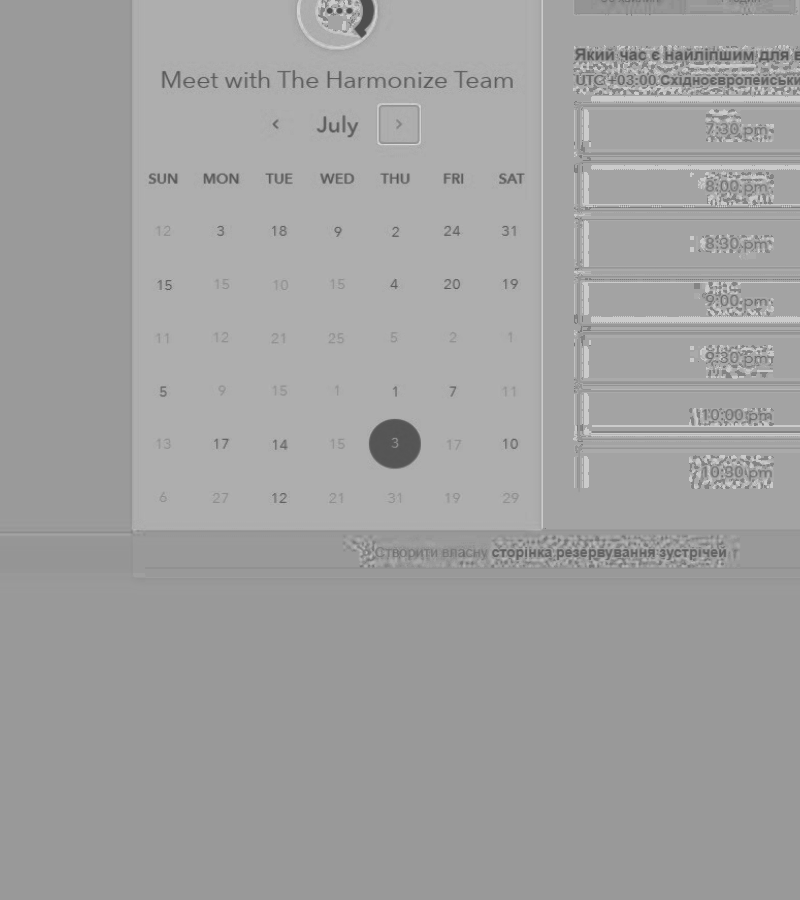 Meet with The Harmonize Team
July
SUN MON TUE WED THU FRI SAT
12 3 18 9 2 24 31
15 15 10 15 4 20 19
11 12 21 25 5 2 1
5 9 15 1 1 7 11
13 17 14 15 3 17 10
6 27 12 21 31 19 29
Який час є найліпшим для
UTC +03:00 Східноєвропейськи
7:30 pm
8:00 pm
8:30 pm
9:00 pm
9:30 pm
10:00 pm
10:30 pm
Створити власну сторінка резервування зустрічей